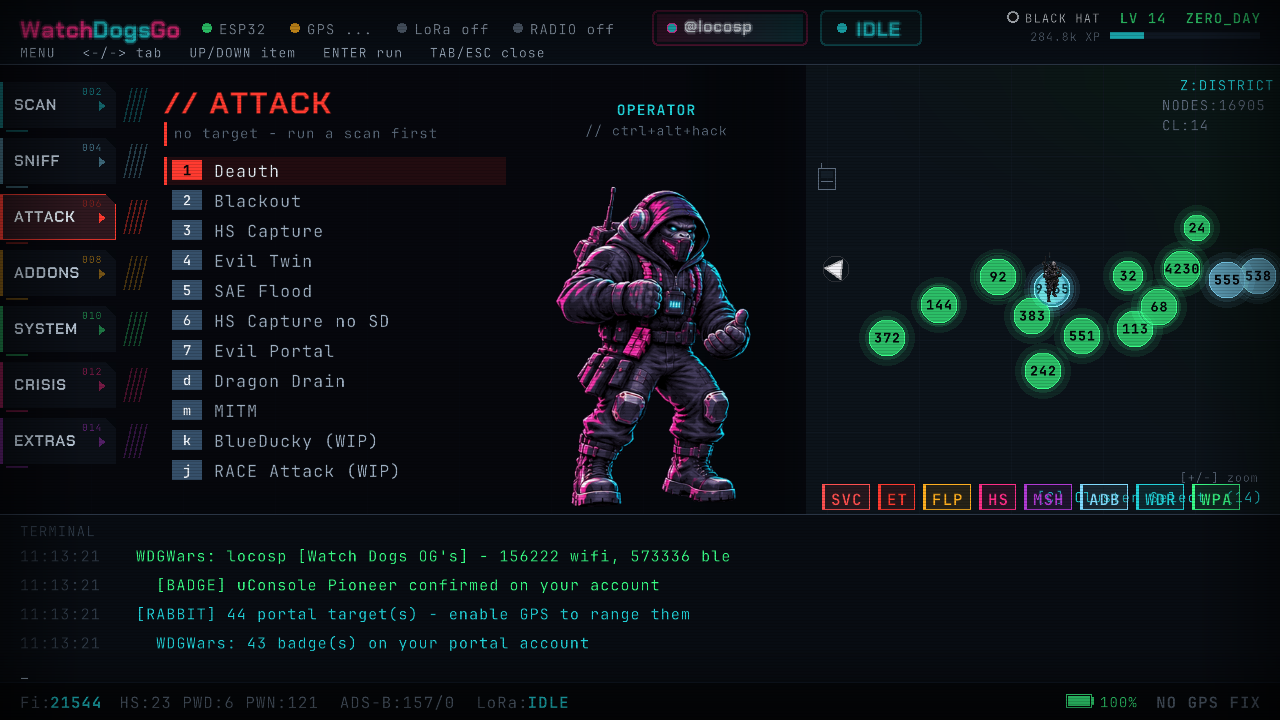 WatchDogsGo
ESP32
GPS ...
LoRa off
RADIO off
@locosp
IDLE
BLACK HAT LV 14 ZERO_DAY
284.8k XP
MENU <-/-> tab UP/DOWN item ENTER run TAB/ESC close
SCAN 002
SNIFF 004
ATTACK 006
ADDONS 008
SYSTEM 010
CRISIS 012
EXTRAS 014
// ATTACK
no target - run a scan first
1 Deauth
2 Blackout
3 HS Capture
4 Evil Twin
5 SAE Flood
6 HS Capture no SD
7 Evil Portal
d Dragon Drain
m MITM
k BlueDucky (WIP)
j RACE Attack (WIP)
OPERATOR
// ctrl+alt+hack
Z:DISTRICT
NODES:16905
CL:14
24
92
32
4230
555
538
144
383
68
372
551
113
242
[+/-] zoom
SVC ET FLP HS MSH ADB WDR WPA
(14)
TERMINAL
11:13:21 WDGWars: locosp [Watch Dogs OG's] - 156222 wifi, 573336 ble
11:13:21 [BADGE] uConsole Pioneer confirmed on your account
11:13:21 [RABBIT] 44 portal target(s) - enable GPS to range them
11:13:21 WDGWars: 43 badge(s) on your portal account
_
Fi:21544 HS:23 PWD:6 PWN:121 ADS-B:157/0 LoRa:IDLE
100% NO GPS FIX